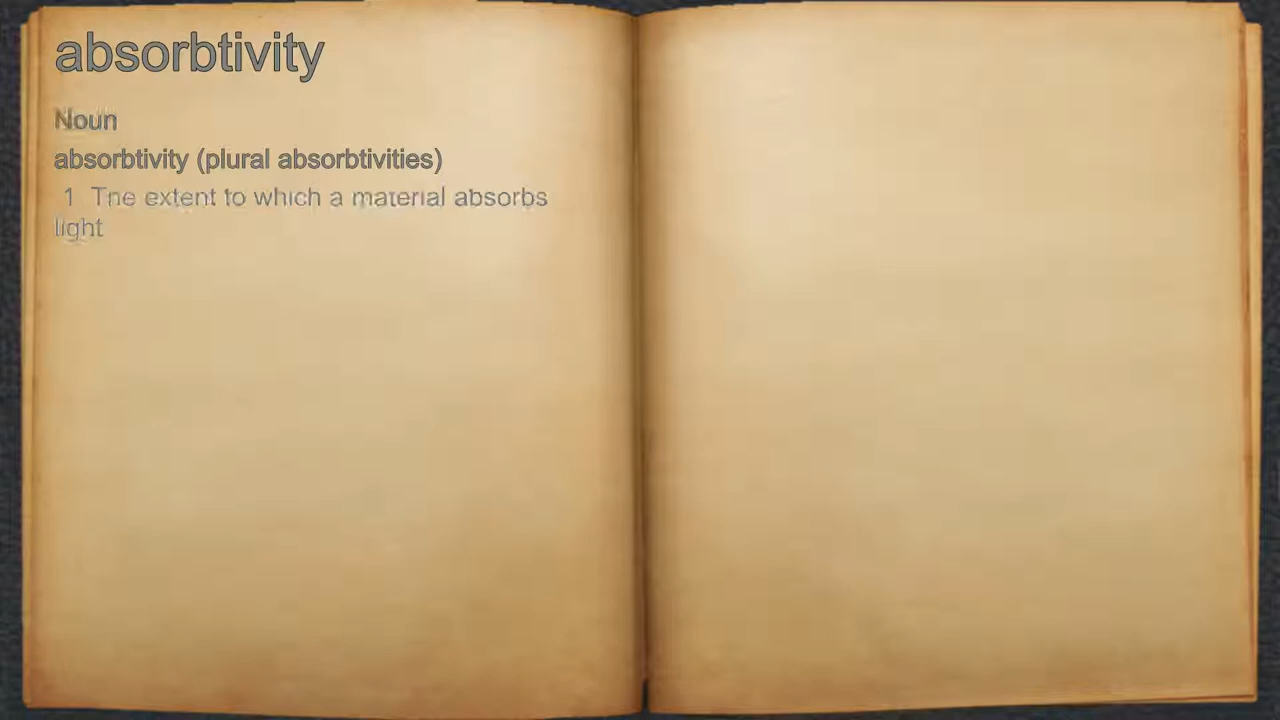 absorbtivity
Noun
absorbtivity (plural absorbtivities)
1 The extent to which a material absorbs
light